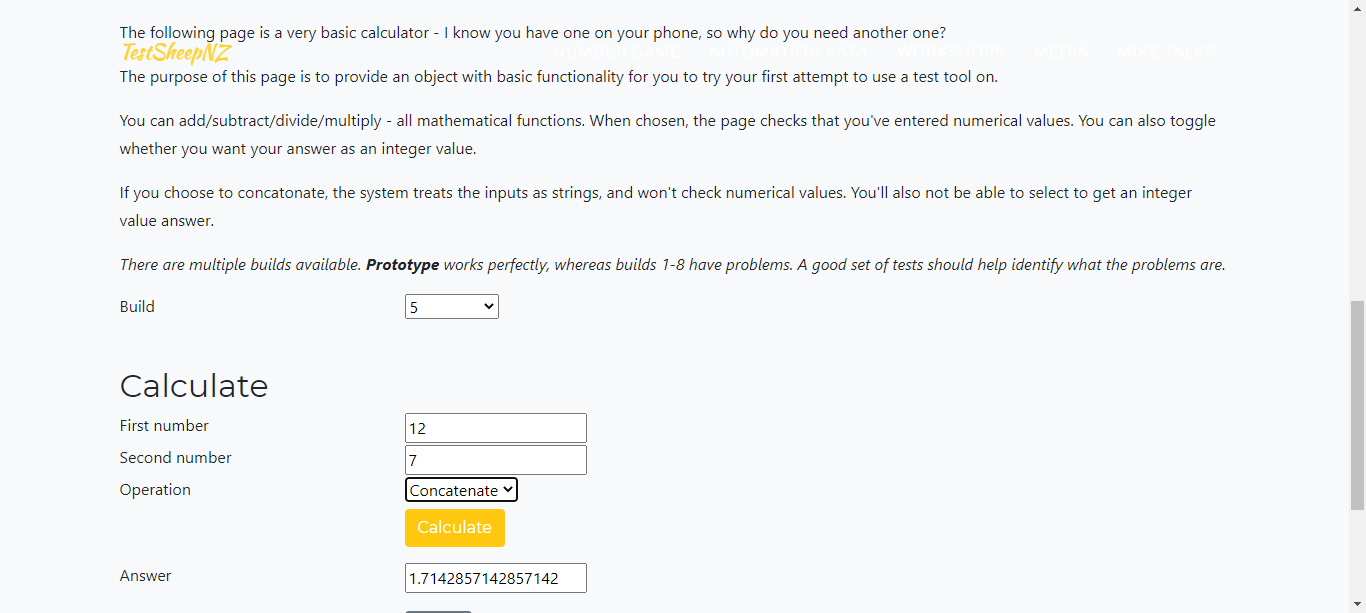 The following page is a very basic calculator - I know you have one on your phone, so why do you need another one?
TestSheepNZ NUMBER GAME AUTOMATION DATA WORKSHOPS MEDIA MIKE TALKS
The purpose of this page is to provide an object with basic functionality for you to try your first attempt to use a test tool on.
You can add/subtract/divide/multiply - all mathematical functions. When chosen, the page checks that you've entered numerical values. You can also toggle
whether you want your answer as an integer value.
If you choose to concatonate, the system treats the inputs as strings, and won't check numerical values. You'll also not be able to select to get an integer
value answer.
There are multiple builds available. Prototype works perfectly, whereas builds 1-8 have problems. A good set of tests should help identify what the problems are.
Build 5
Calculate
First number 12
Second number 7
Operation Concatenate
Calculate
Answer 1.7142857142857142